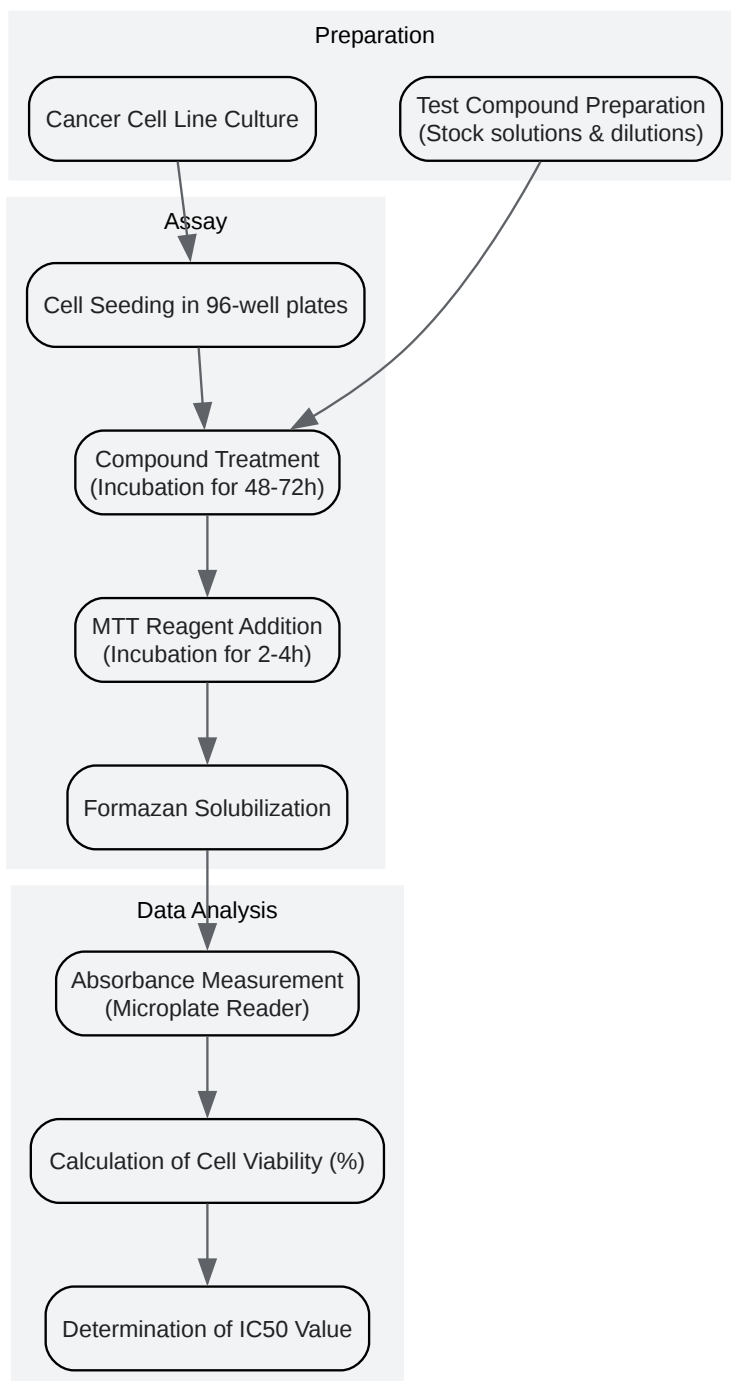 Preparation
Cancer Cell Line Culture
Test Compound Preparation
(Stock solutions & dilutions)
Assay
Cell Seeding in 96-well plates
Compound Treatment
(Incubation for 48-72h)
MTT Reagent Addition
(Incubation for 2-4h)
Formazan Solubilization
Data Analysis
Absorbance Measurement
(Microplate Reader)
Calculation of Cell Viability (%)
Determination of IC50 Value